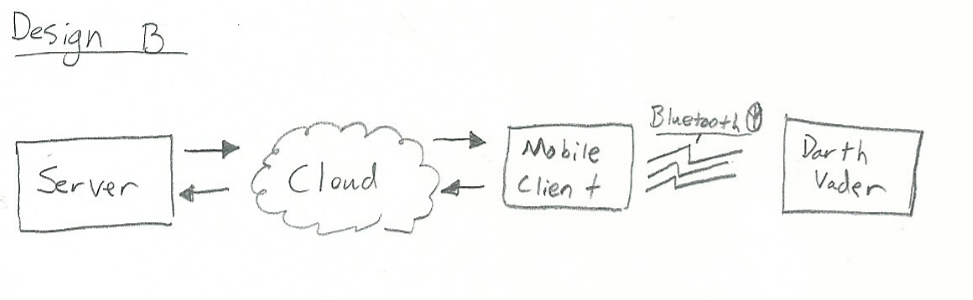 Design B
Server
Cloud
Mobile
Client
Bluetooth
Darth
Vader